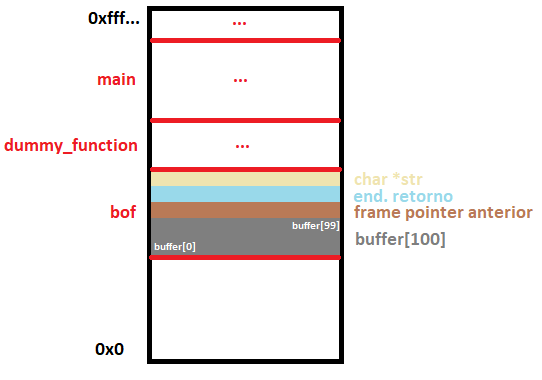 0xfff...
...
main
...
dummy_function
...
char *str
end. retorno
bof
frame pointer anterior
buffer[99]
buffer[100]
buffer[0]
0x0